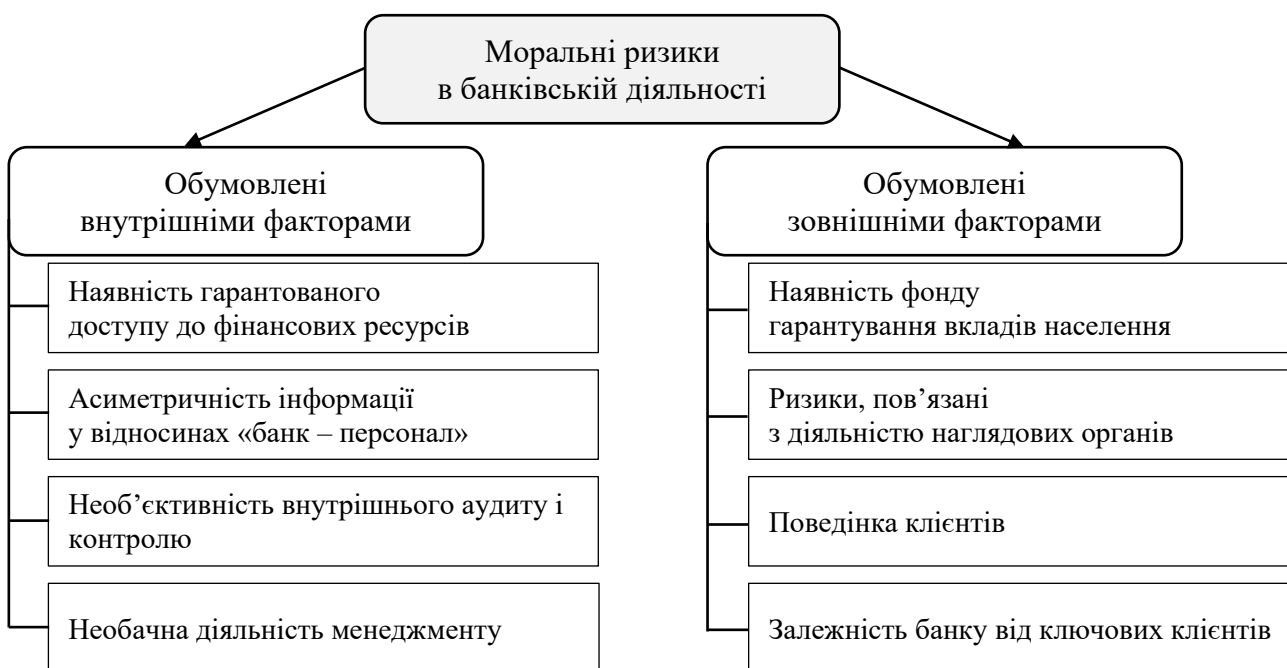 Моральні ризики
в банківській діяльності
Обумовлені
внутрішніми факторами
Наявність гарантованого
доступу до фінансових ресурсів
Асиметричність інформації
у відносинах «банк – персонал»
Необ’єктивність внутрішнього аудиту і
контролю
Необачна діяльність менеджменту
Обумовлені
зовнішніми факторами
Наявність фонду
гарантування вкладів населення
Ризики, пов’язані
з діяльністю наглядових органів
Поведінка клієнтів
Залежність банку від ключових клієнтів